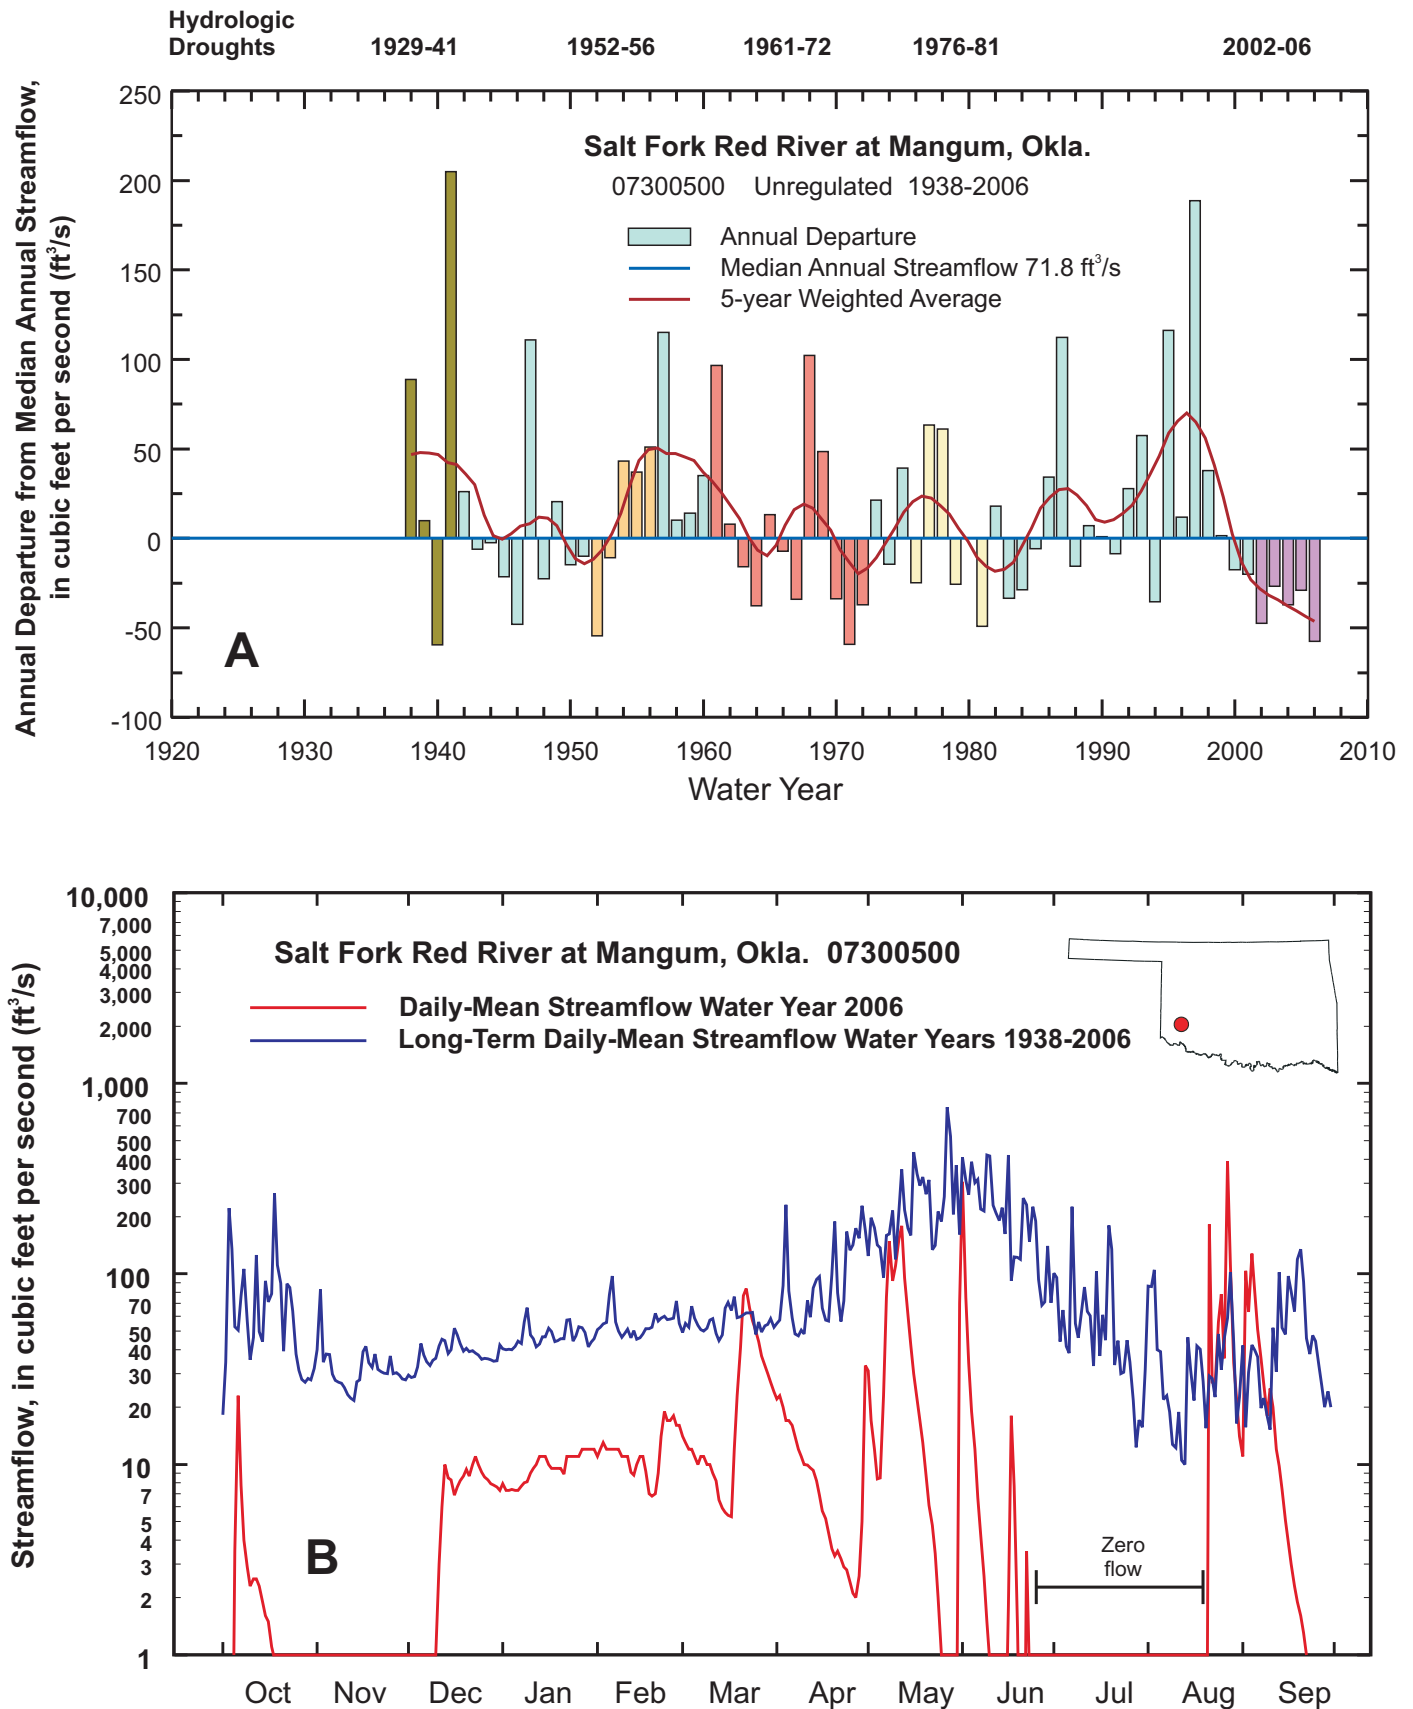 Hydrologic
Droughts 1929-41 1952-56 1961-72 1976-81 2002-06
Annual Departure from Median Annual Streamflow,
in cubic feet per second (ft³/s)
250
200
150
100
50
0
-50
-100
Salt Fork Red River at Mangum, Okla.
07300500 Unregulated 1938-2006
Annual Departure
Median Annual Streamflow 71.8 ft³/s
5-year Weighted Average
A
1920 1930 1940 1950 1960 1970 1980 1990 2000 2010
Water Year
Streamflow, in cubic feet per second (ft³/s)
10,000
7,000
5,000
4,000
3,000
2,000
1,000
700
500
400
300
200
100
70
50
40
30
20
10
7
5
4
3
2
1
Salt Fork Red River at Mangum, Okla. 07300500
Daily-Mean Streamflow Water Year 2006
Long-Term Daily-Mean Streamflow Water Years 1938-2006
B
Zero
flow
Oct Nov Dec Jan Feb Mar Apr May Jun Jul Aug Sep